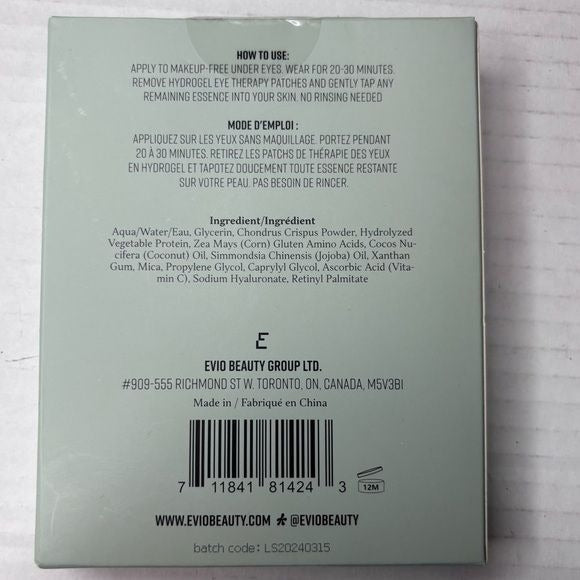 HOW TO USE:
APPLY TO MAKEUP-FREE UNDER EYES. WEAR FOR 20-30 MINUTES.
REMOVE HYDROGEL EYE THERAPY PATCHES AND GENTLY TAP ANY
REMAINING ESSENCE INTO YOUR SKIN. NO RINSING NEEDED
MODE D'EMPLOI :
APPLIQUEZ SUR LES YEUX SANS MAQUILLAGE. PORTEZ PENDANT
20 À 30 MINUTES. RETIREZ LES PATCHS DE THÉRAPIE DES YEUX
EN HYDROGEL ET TAPOTEZ DOUCEMENT TOUTE ESSENCE RESTANTE
SUR VOTRE PEAU. PAS BESOIN DE RINCER.
Ingredient/Ingrédient
Aqua/Water/Eau, Glycerin, Chondrus Crispus Powder, Hydrolyzed
Vegetable Protein, Zea Mays (Corn) Gluten Amino Acids, Cocos Nu-
cifera (Coconut) Oil, Simmondsia Chinensis (Jojoba) Oil, Xanthan
Gum, Mica, Propylene Glycol, Caprylyl Glycol, Ascorbic Acid (Vita-
min C), Sodium Hyaluronate, Retinyl Palmitate
E
EVIO BEAUTY GROUP LTD.
#909-555 RICHMOND ST W. TORONTO, ON, CANADA, M5V3B1
Made in / Fabriqué en China
7 11841 81424 3
12M
WWW.EVIOBEAUTY.COM @EVIOBEAUTY
batch code: LS20240315